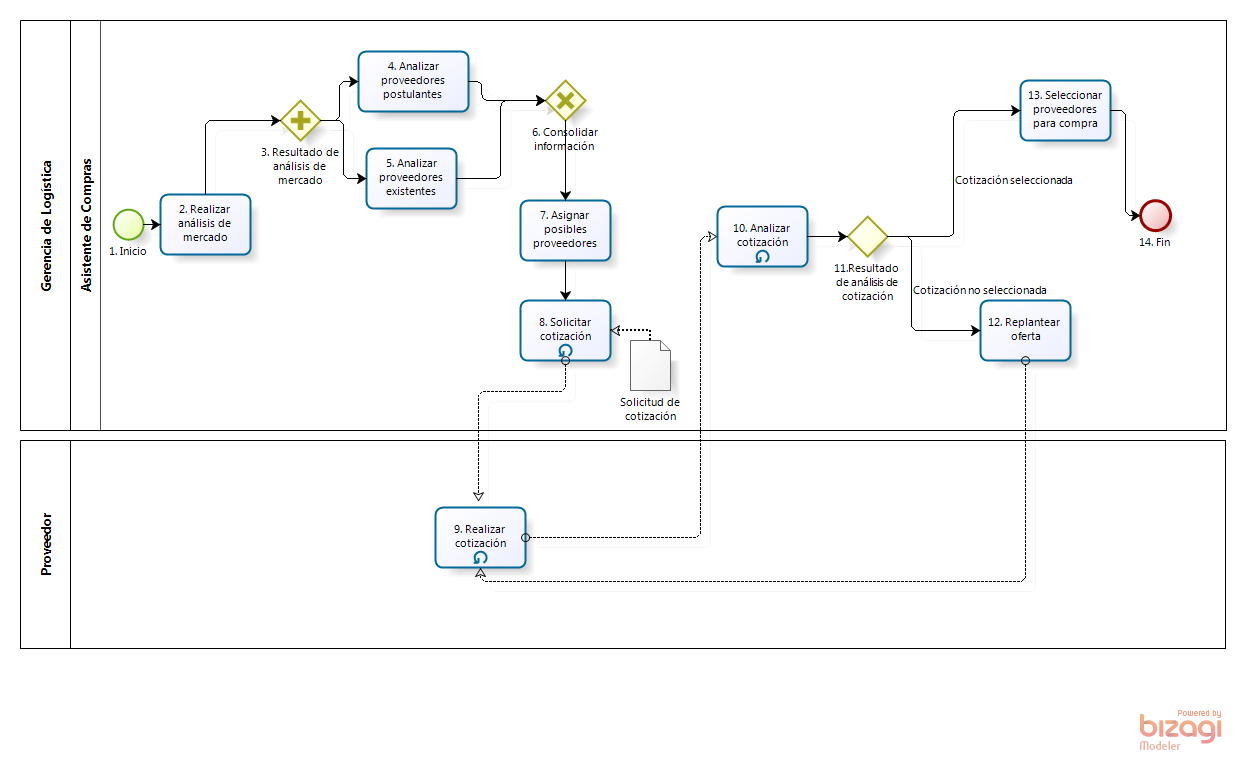 Gerencia de Logística
Asistente de Compras
1. Inicio
2. Realizar
análisis de
mercado
3. Resultado de
análisis de
mercado
4. Analizar
proveedores
postulantes
5. Analizar
proveedores
existentes
6. Consolidar
información
7. Asignar
posibles
proveedores
8. Solicitar
cotización
Solicitud de
cotización
10. Analizar
cotización
11.Resultado
de análisis de
cotización
Cotización seleccionada
Cotización no seleccionada
12. Replantear
oferta
13. Seleccionar
proveedores
para compra
14. Fin
Proveedor
9. Realizar
cotización
Powered by
bizagi
Modeler